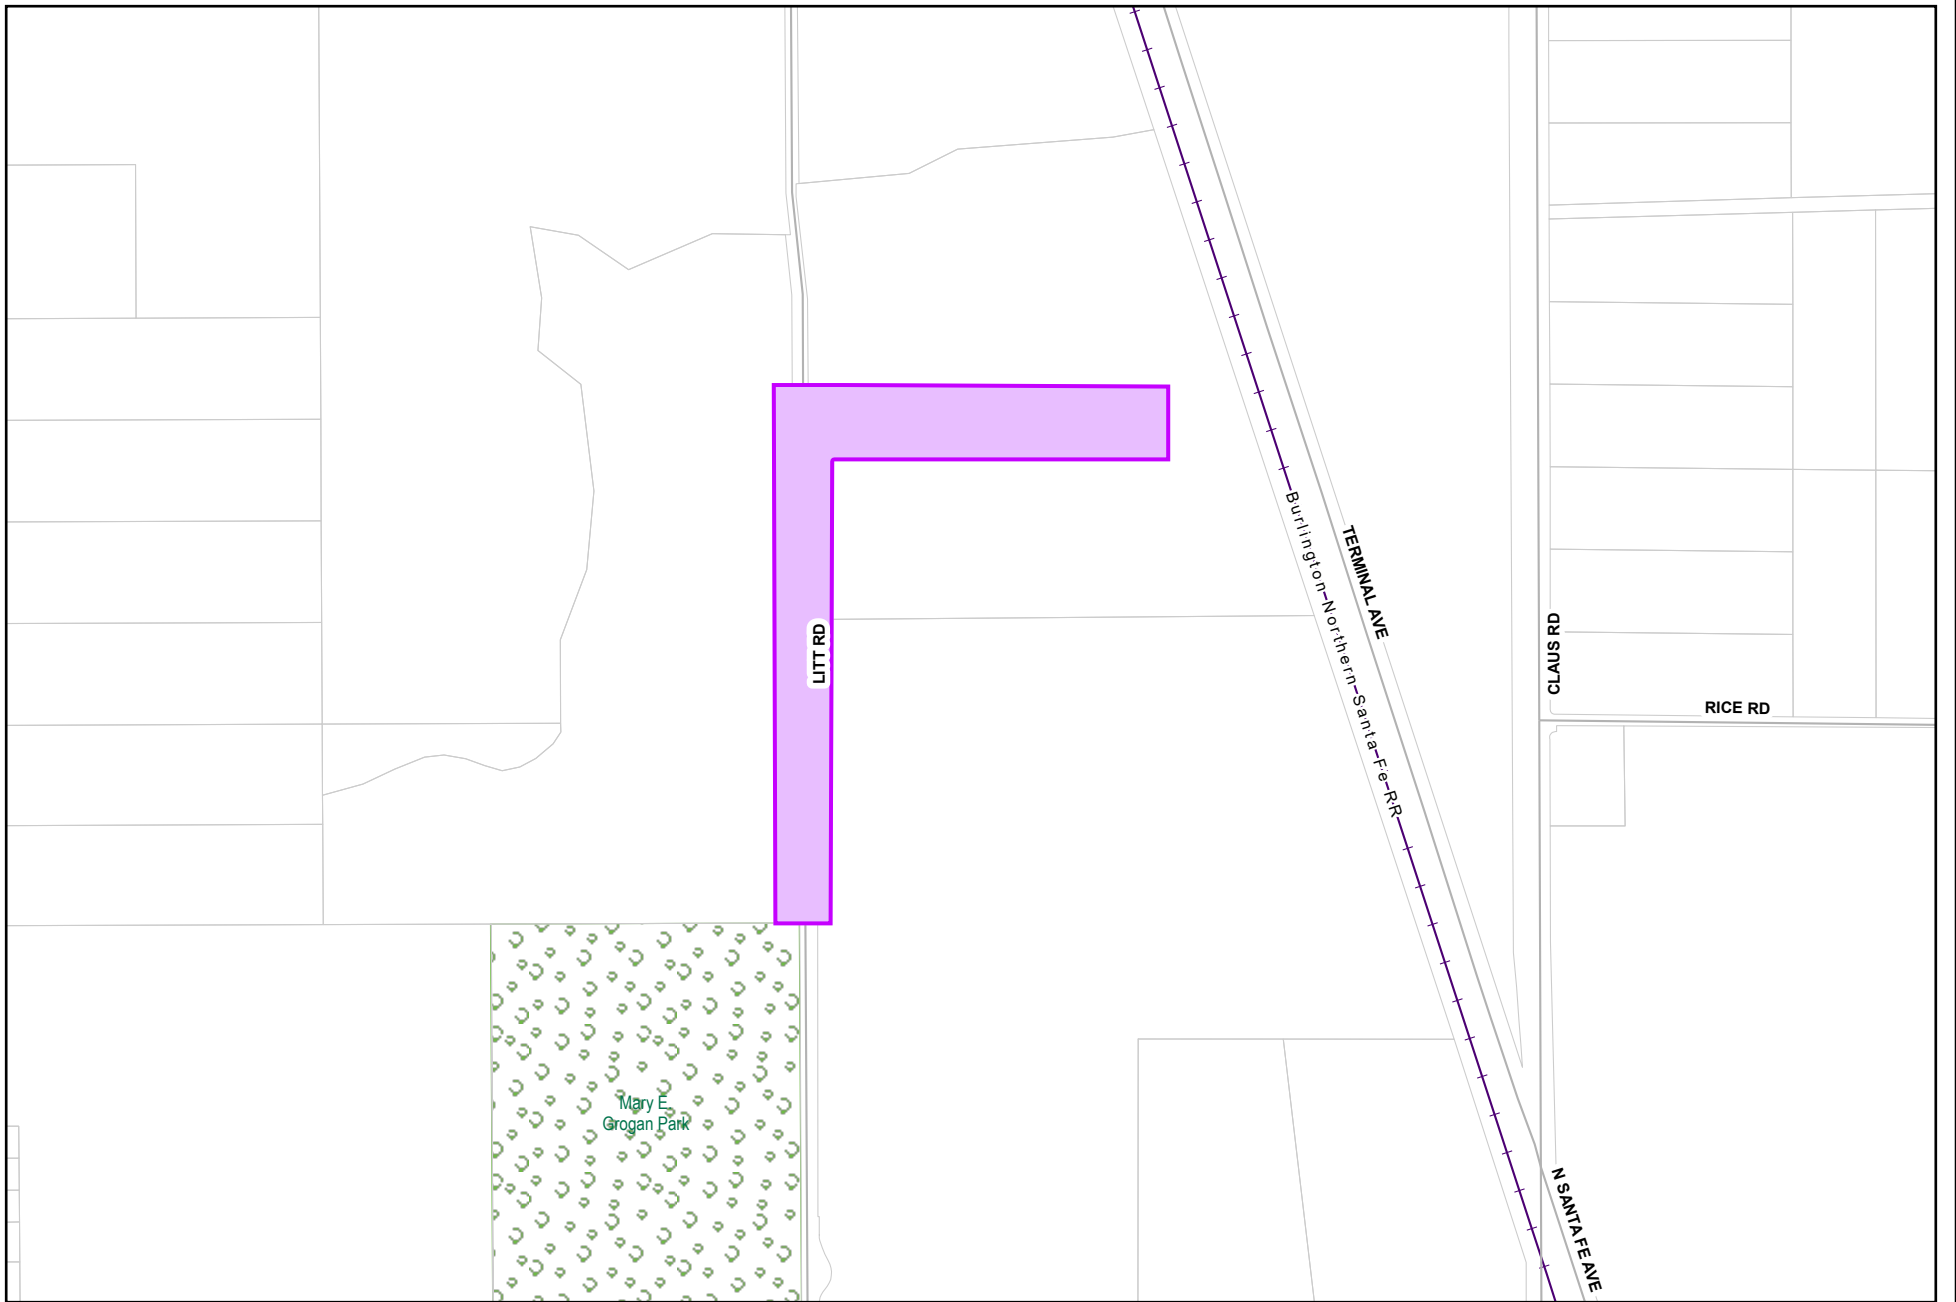 TERMINAL AVE
Burlington Northern Santa Fe RR
LITT RD
CLAUS RD
RICE RD
Mary E.
Grogan Park
N SANTA FE AVE